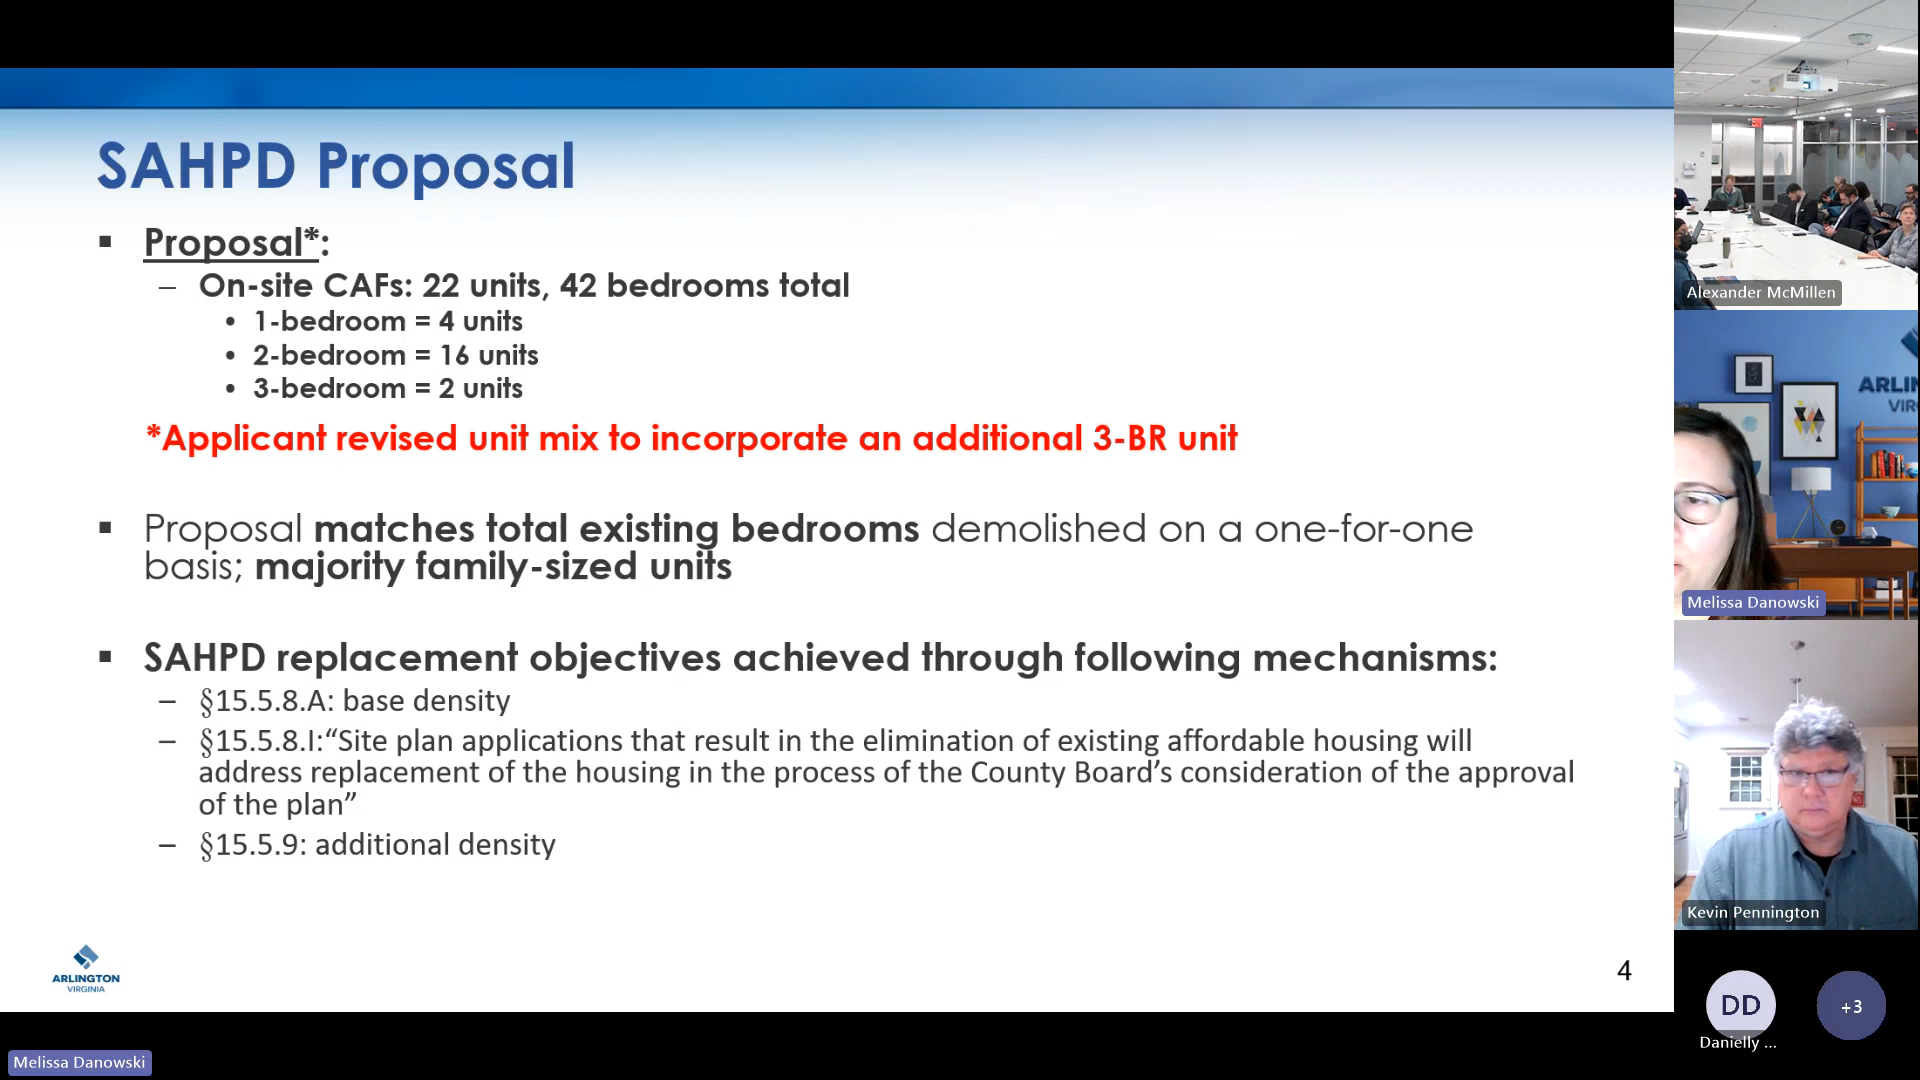 SAHPD Proposal
▪ Proposal*:
– On-site CAFs: 22 units, 42 bedrooms total
• 1-bedroom = 4 units
• 2-bedroom = 16 units
• 3-bedroom = 2 units
*Applicant revised unit mix to incorporate an additional 3-BR unit
▪ Proposal matches total existing bedrooms demolished on a one-for-one
basis; majority family-sized units
▪ SAHPD replacement objectives achieved through following mechanisms:
– §15.5.8.A: base density
– §15.5.8.I:“Site plan applications that result in the elimination of existing affordable housing will
address replacement of the housing in the process of the County Board’s consideration of the approval
of the plan”
– §15.5.9: additional density
ARLINGTON
VIRGINIA
4
Melissa Danowski
Alexander McMillen
ARLIN
VIRG
Melissa Danowski
Kevin Pennington
DD
Danielly ...
+3